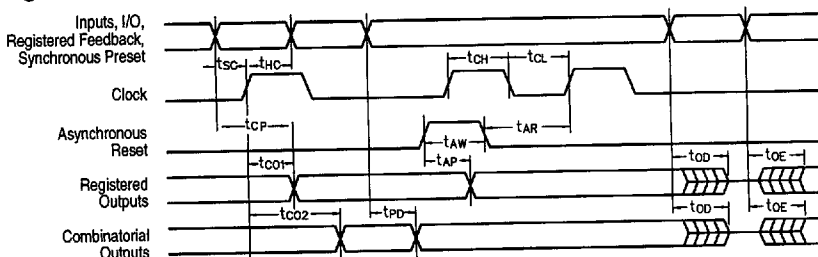 Inputs, I/O,
Registered Feedback,
Synchronous Preset
tSC
tHC
tCH
tCL
Clock
tCP
tAR
Asynchronous
Reset
tAW
tCO1
tAP
tOD
tOE
Registered
Outputs
tCO2
tPD
tOD
tOE
Combinatorial
Outputs